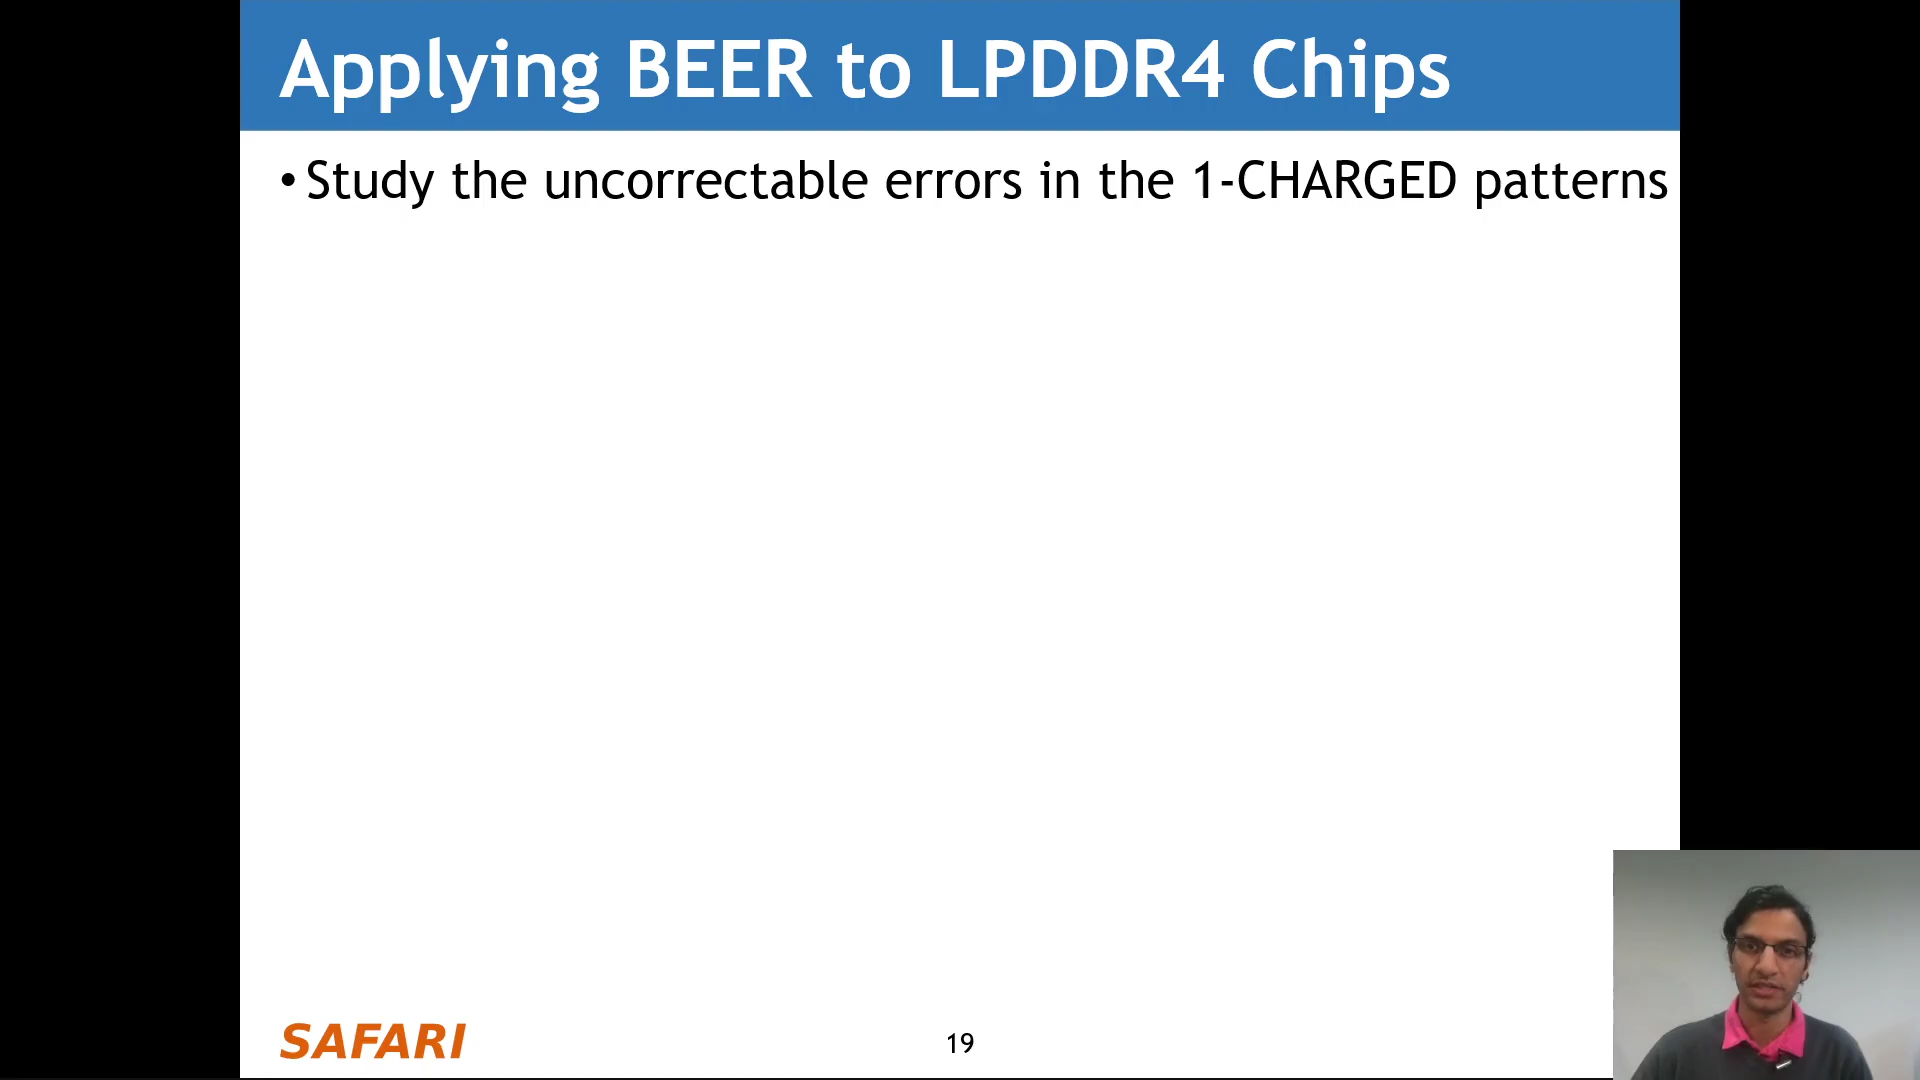 Applying BEER to LPDDR4 Chips
• Study the uncorrectable errors in the 1-CHARGED patterns
SAFARI
19